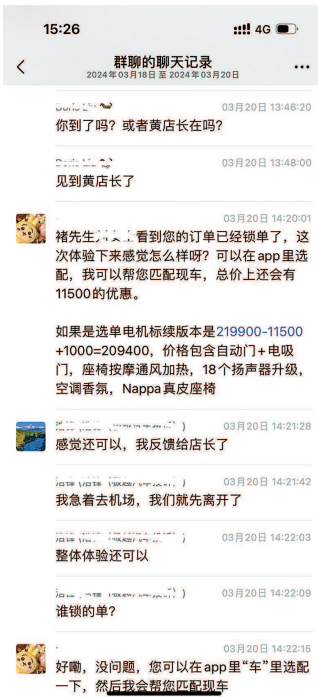 15:26
4G
群聊的聊天记录
2024年03月18日 至 2024年03月20日
03月20日 13:46:20
你到了吗？或者黄店长在吗？
03月20日 13:48:00
见到黄店长了
03月20日 14:20:01
褚先生 看到您的订单已经锁单了，这
次体验下来感觉怎么样呀？可以在app里选
配，我可以帮您匹配现车，总价上还会有
11500的优惠。
如果是选单电机标续版本是219900-11500
+1000=209400，价格包含自动门+电吸
门，座椅按摩通风加热，18个扬声器升级，
空调香氛，Nappa真皮座椅
03月20日 14:21:28
感觉还可以，我反馈给店长了
03月20日 14:21:42
我急着去机场，我们就先离开了
03月20日 14:22:03
整体体验还可以
03月20日 14:22:09
谁锁的单？
03月20日 14:22:15
好嘞，没问题，您可以在app里“车”里选配
一下，然后我会帮您匹配现车